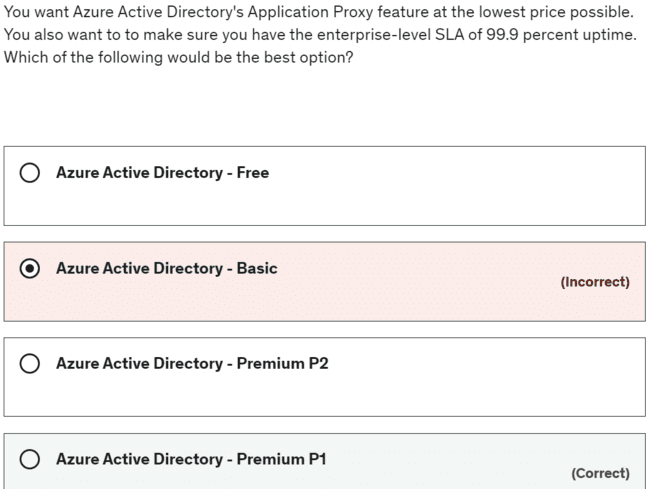 You want Azure Active Directory's Application Proxy feature at the lowest price possible.
You also want to to make sure you have the enterprise-level SLA of 99.9 percent uptime.
Which of the following would be the best option?
Azure Active Directory - Free
Azure Active Directory - Basic
(Incorrect)
Azure Active Directory - Premium P2
Azure Active Directory - Premium P1
(Correct)